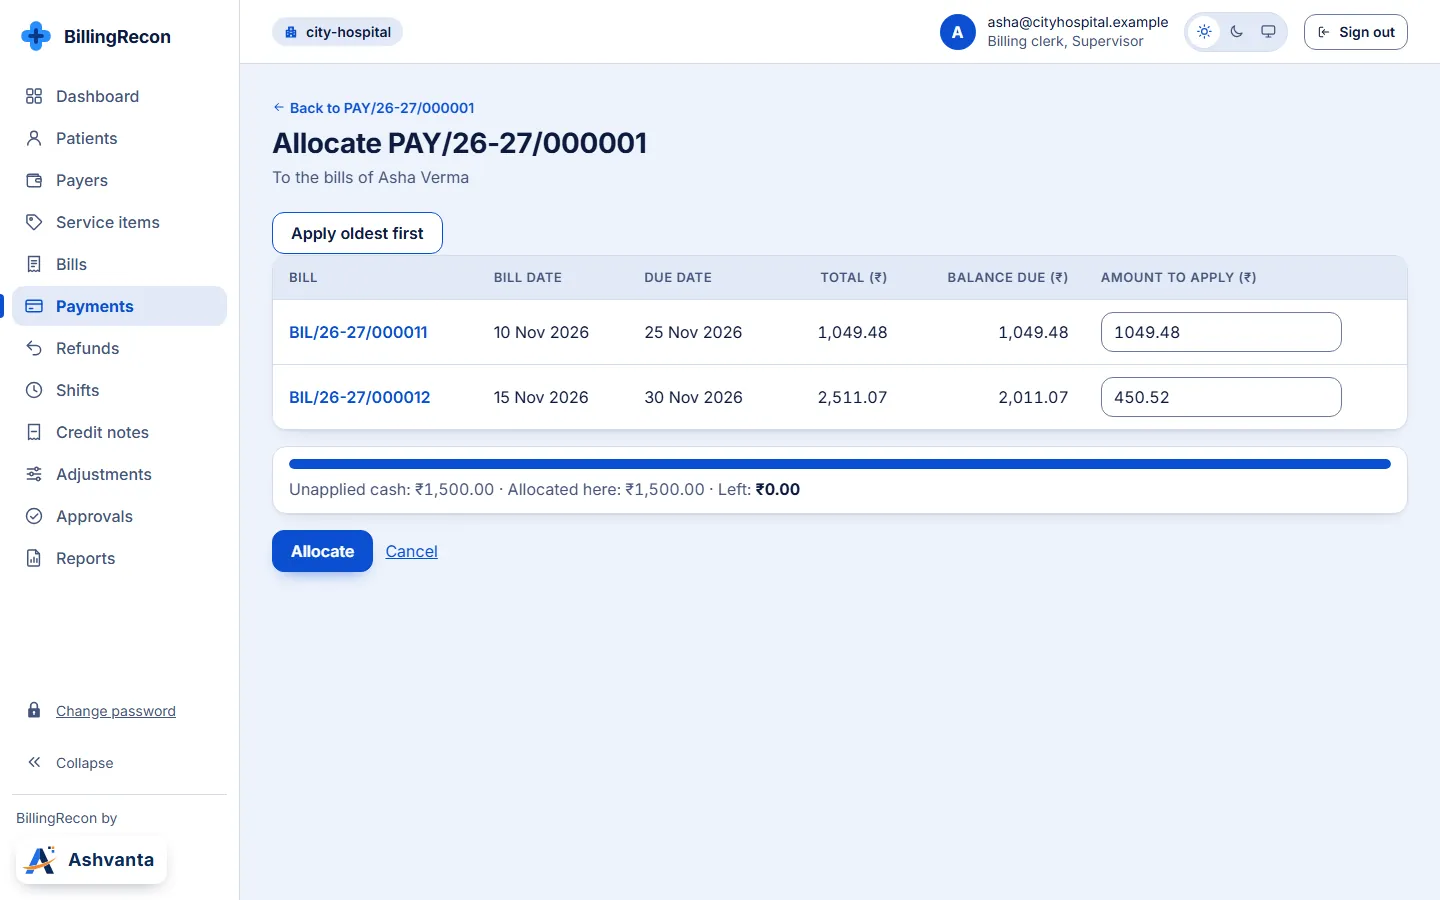 BillingRecon
city-hospital
A
asha@cityhospital.example
Billing clerk, Supervisor
Sign out
Dashboard
Patients
Payers
Service items
Bills
Payments
Refunds
Shifts
Credit notes
Adjustments
Approvals
Reports
Change password
Collapse
BillingRecon by
Ashvanta
← Back to PAY/26-27/000001
Allocate PAY/26-27/000001
To the bills of Asha Verma
Apply oldest first
BILL BILL DATE DUE DATE TOTAL (₹) BALANCE DUE (₹) AMOUNT TO APPLY (₹)
BIL/26-27/000011 10 Nov 2026 25 Nov 2026 1,049.48 1,049.48 1049.48
BIL/26-27/000012 15 Nov 2026 30 Nov 2026 2,511.07 2,011.07 450.52
Unapplied cash: ₹1,500.00 · Allocated here: ₹1,500.00 · Left: ₹0.00
Allocate Cancel